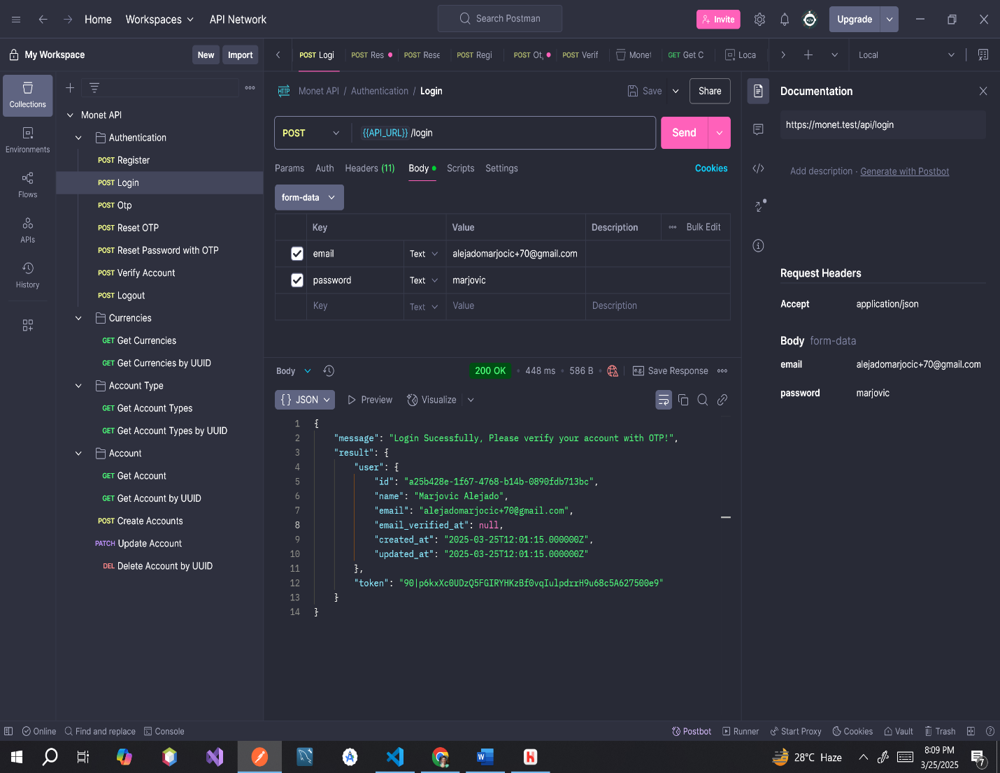 Home Workspaces API Network Search Postman Invite Upgrade
My Workspace New Import
POST Logi POST Res POST Rese POST Regi POST Ot, POST Verif Monet GET Get C Loca Local
Collections
Environments
Flows
APIs
History
Monet API
Authentication
POST Register
POST Login
POST Otp
POST Reset OTP
POST Reset Password with OTP
POST Verify Account
POST Logout
Currencies
GET Get Currencies
GET Get Currencies by UUID
Account Type
GET Get Account Types
GET Get Account Types by UUID
Account
GET Get Account
GET Get Account by UUID
POST Create Accounts
PATCH Update Account
DEL Delete Account by UUID
HTTP Monet API / Authentication / Login Save Share
POST {{API_URL}} /login Send
Params Auth Headers (11) Body Scripts Settings Cookies
form-data
Key Value Description Bulk Edit
email Text alejadomarjocic+70@gmail.com
password Text marjovic
Key Text Value Description
Body 200 OK 448 ms 586 B e.g. Save Response
{} JSON Preview Visualize
1 {
2 "message": "Login Sucessfully, Please verify your account with OTP!",
3 "result": {
4 "user": {
5 "id": "a25b428e-1f67-4768-b14b-0890fdb713bc",
6 "name": "Marjovic Alejado",
7 "email": "alejadomarjocic+70@gmail.com",
8 "email_verified_at": null,
9 "created_at": "2025-03-25T12:01:15.000000Z",
10 "updated_at": "2025-03-25T12:01:15.000000Z"
11 },
12 "token": "90|p6kxXc0UDzQ5FGIRYHKzBf0vqIulpdrrH9u68c5A627500e9"
13 }
14 }
Documentation
https://monet.test/api/login
Add description · Generate with Postbot
Request Headers
Accept application/json
Body form-data
email alejadomarjocic+70@gmail.com
password marjovic
Online Find and replace Console Postbot Runner Start Proxy Cookies Vault Trash
28°C Haze 8:09 PM
3/25/2025 7